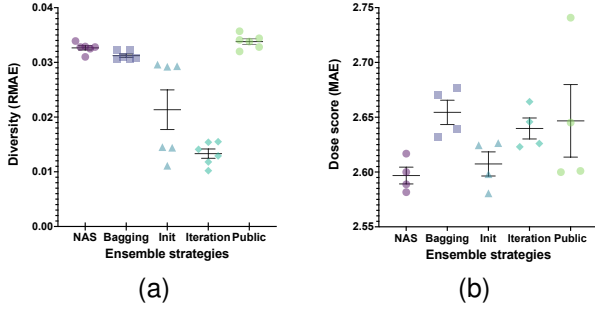 0.04
0.03
0.02
0.01
0.00
Diversity (RMAE)
NAS Bagging Init Iteration Public
Ensemble strategies
(a)
2.75
2.70
2.65
2.60
2.55
Dose score (MAE)
NAS Bagging Init Iteration Public
Ensemble strategies
(b)